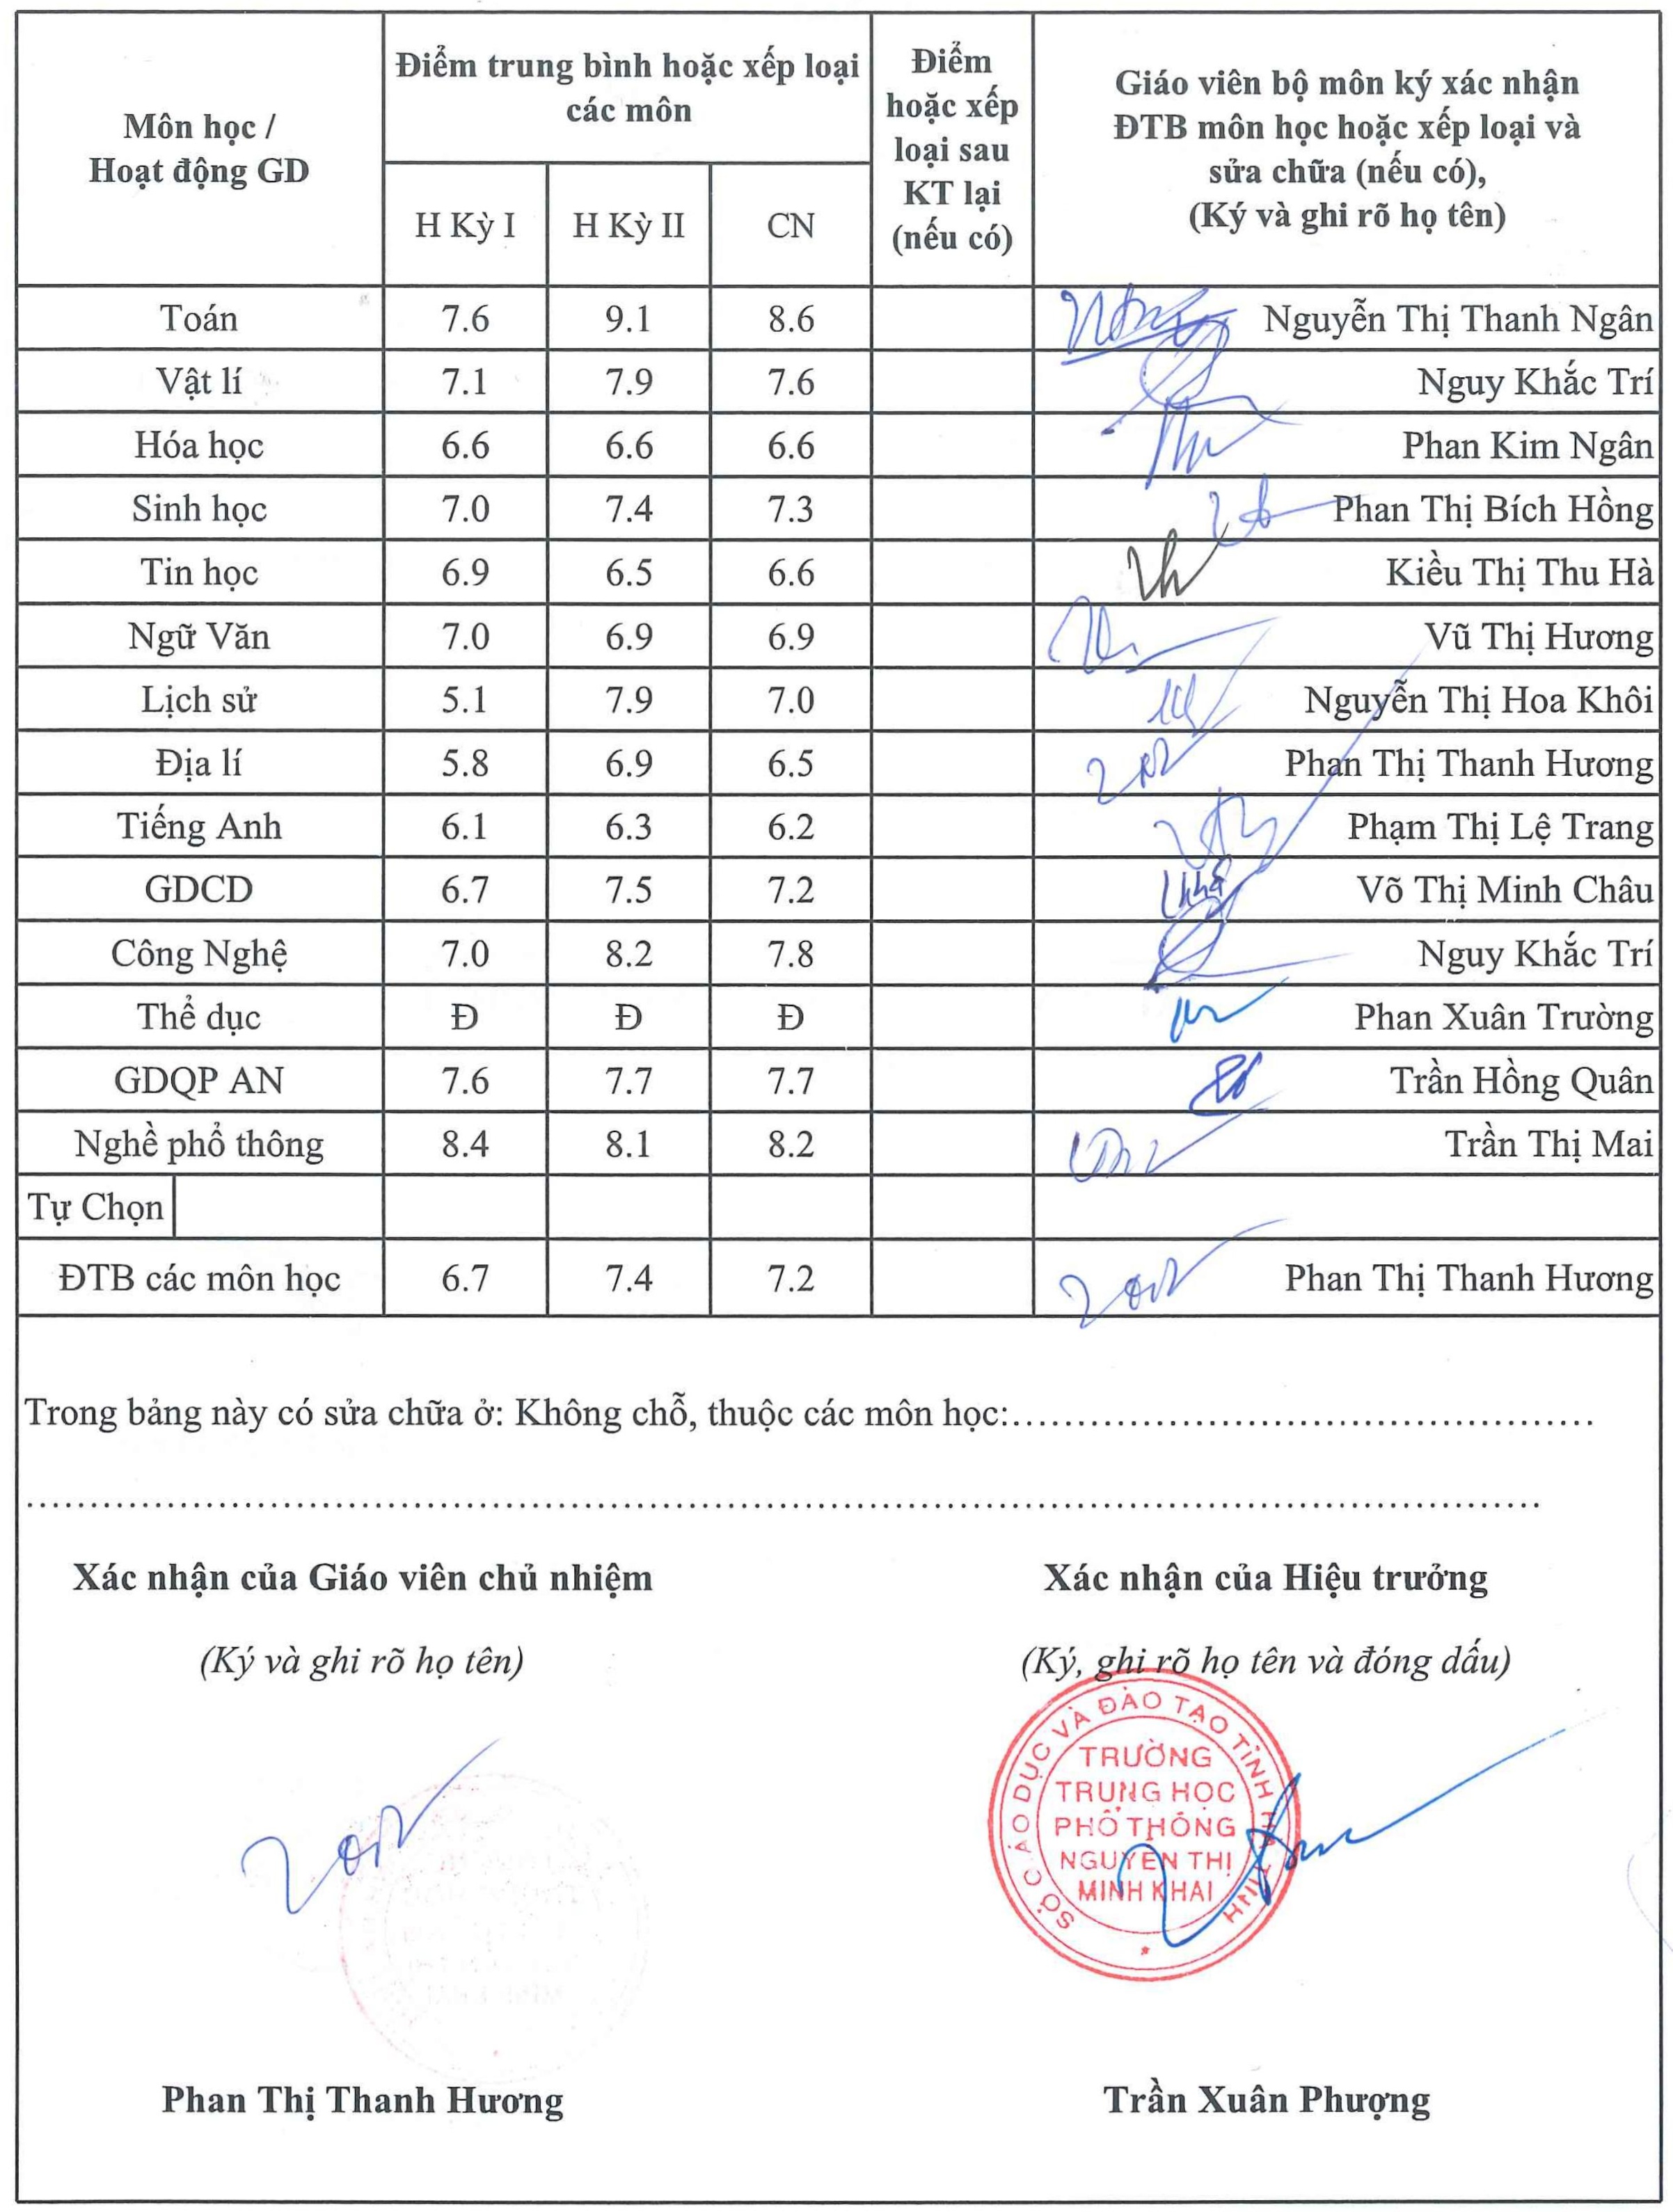 Môn học /
Hoạt động GD
Điểm trung bình hoặc xếp loại
các môn
H Kỳ I H Kỳ II CN
Điểm
hoặc xếp
loại sau
KT lại
(nếu có)
Giáo viên bộ môn ký xác nhận
ĐTB môn học hoặc xếp loại và
sửa chữa (nếu có),
(Ký và ghi rõ họ tên)
Toán 7.6 9.1 8.6 Nguyễn Thị Thanh Ngân
Vật lí 7.1 7.9 7.6 Nguy Khắc Trí
Hóa học 6.6 6.6 6.6 Phan Kim Ngân
Sinh học 7.0 7.4 7.3 Phan Thị Bích Hồng
Tin học 6.9 6.5 6.6 Kiều Thị Thu Hà
Ngữ Văn 7.0 6.9 6.9 Vũ Thị Hương
Lịch sử 5.1 7.9 7.0 Nguyễn Thị Hoa Khôi
Địa lí 5.8 6.9 6.5 Phan Thị Thanh Hương
Tiếng Anh 6.1 6.3 6.2 Phạm Thị Lệ Trang
GDCD 6.7 7.5 7.2 Võ Thị Minh Châu
Công Nghệ 7.0 8.2 7.8 Nguy Khắc Trí
Thể dục Đ Đ Đ Phan Xuân Trường
GDQP AN 7.6 7.7 7.7 Trần Hồng Quân
Nghề phổ thông 8.4 8.1 8.2 Trần Thị Mai
Tự Chọn
ĐTB các môn học 6.7 7.4 7.2 Phan Thị Thanh Hương
Trong bảng này có sửa chữa ở: Không chỗ, thuộc các môn học:.............................................
......................................................................................................................
Xác nhận của Giáo viên chủ nhiệm Xác nhận của Hiệu trưởng
(Ký và ghi rõ họ tên) (Ký, ghi rõ họ tên và đóng dấu)
SỞ GIÁO DỤC VÀ ĐÀO TẠO TỈNH HÀ TĨNH
TRƯỜNG
TRUNG HỌC
PHỔ THÔNG
NGUYỄN THỊ
MINH KHAI
Phan Thị Thanh Hương Trần Xuân Phượng